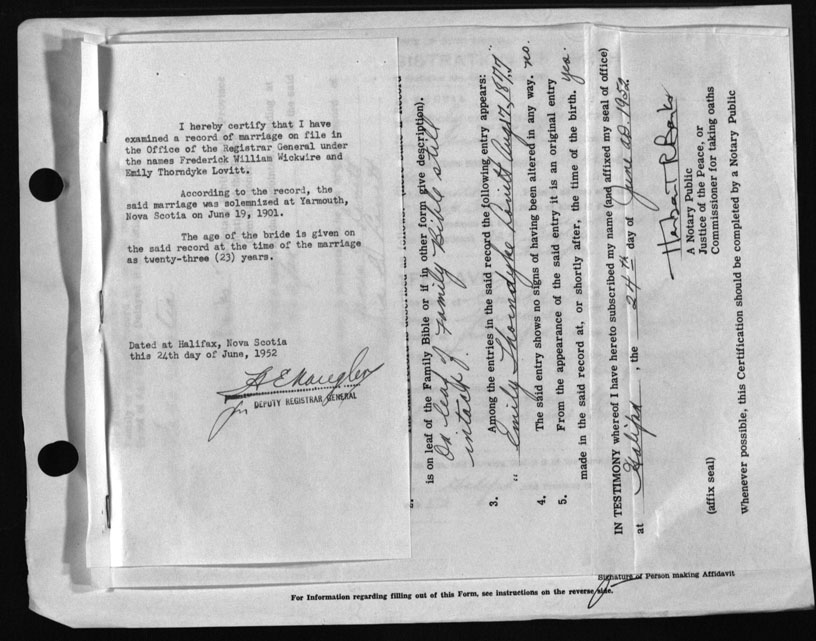 I hereby certify that I have
examined a record of marriage on file in
the Office of the Registrar General under
the names Frederick William Wickwire and
Emily Thorndyke Lovitt.
According to the record, the
said marriage was solemnized at Yarmouth,
Nova Scotia on June 19, 1901.
The age of the bride is given on
the said record at the time of the marriage
as twenty-three (23) years.
Dated at Halifax, Nova Scotia
this 24th day of June, 1952
for DEPUTY REGISTRAR GENERAL
is on leaf of the Family Bible or if in other form give description).
On leaf of Family Bible still
intact.
3. Among the entries in the said record the following entry appears:
"Emily Thorndyke Lovitt Aug 17, 1877"
4. The said entry shows no signs of having been altered in any way. no.
5. From the appearance of the said entry it is an original entry
made in the said record at, or shortly after, the time of the birth. yes.
IN TESTIMONY whereof I have hereto subscribed my name (and affixed my seal of office)
at Halifax, the 24th day of June AD 1952.
A Notary Public
Justice of the Peace, or
Commissioner for taking oaths
(affix seal)
Whenever possible, this Certification should be completed by a Notary Public
Signature of Person making Affidavit
For Information regarding filling out of this Form, see instructions on the reverse side.